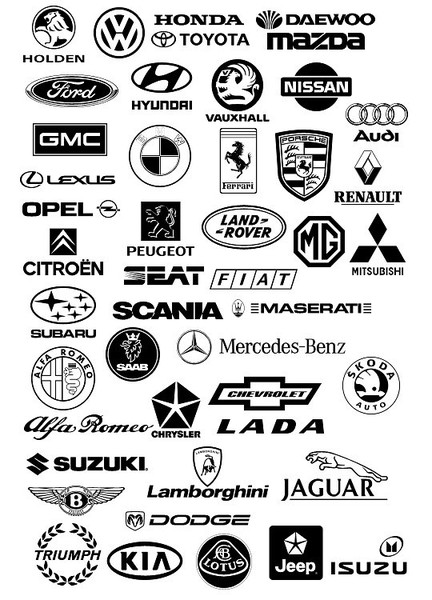 HOLDEN
HONDA
DAEWOO
TOYOTA
mazDa
Ford
HYUNDAI
VAUXHALL
NISSAN
Audi
GMC
LEXUS
Ferrari
PORSCHE
RENAULT
OPEL
PEUGEOT
LAND ROVER
MG
MITSUBISHI
CITROËN
SEAT
FIAT
SUBARU
SCANIA
MASERATI
ALFA ROMEO
SAAB
Mercedes-Benz
ŠKODA
AUTO
CHEVROLET
Alfa Romeo
CHRYSLER
LADA
SUZUKI
LAMBORGHINI
Lamborghini
JAGUAR
B
DODGE
TRIUMPH
KIA
LOTUS
Jeep
ISUZU